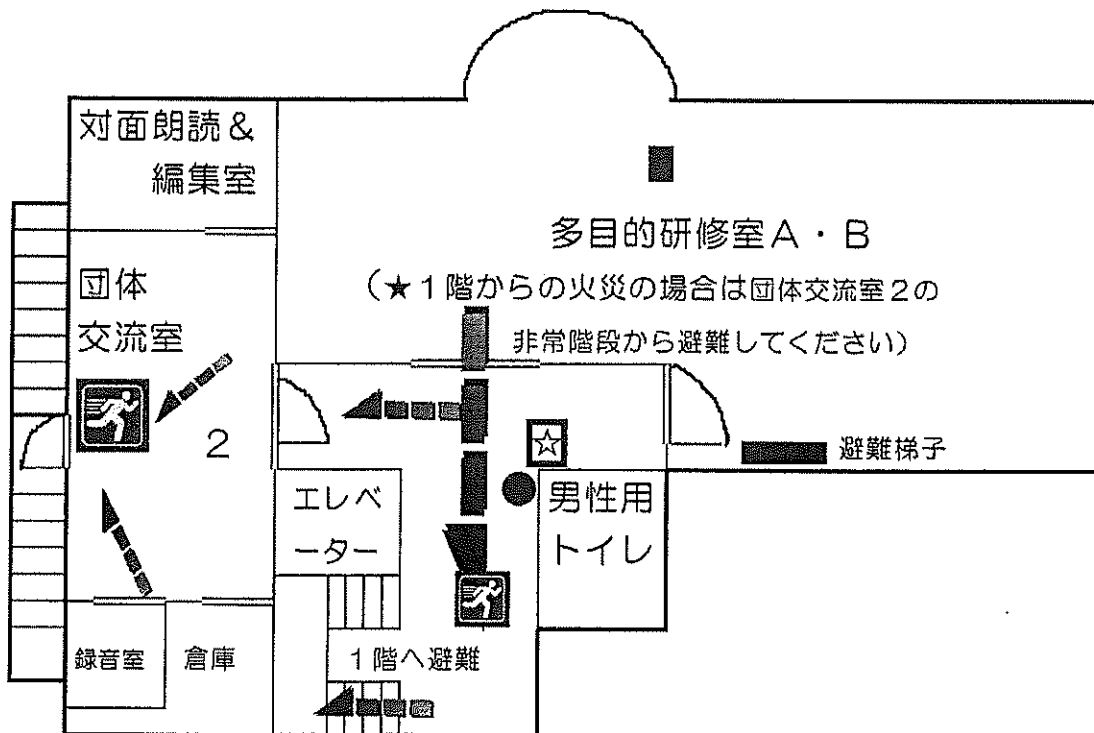 対面朗読＆
編集室
多目的研修室Ａ・Ｂ
（★１階からの火災の場合は団体交流室２の
非常階段から避難してください）
団体
交流室
２
☆
避難梯子
エレベ
ーター
男性用
トイレ
録音室
倉庫
１階へ避難